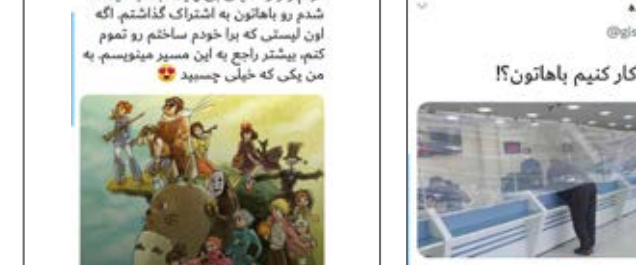 شدم رو باهاتون به اشتراک گذاشتم. اگه
اون لیستی که برا خودم ساختم رو تموم
کنم، بیشتر راجع به این مسیر مینویسم. به
من یکی که خیلی چسبید 😍
کار کنیم باهاتون؟!